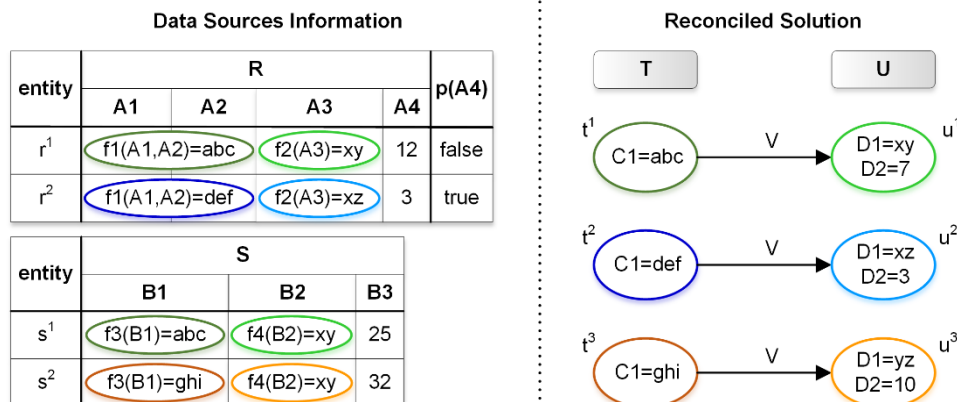 Data Sources Information
Reconciled Solution
entity R p(A4)
A1 A2 A3 A4
r¹ f1(A1,A2)=abc f2(A3)=xy 12 false
r² f1(A1,A2)=def f2(A3)=xz 3 true
entity S
B1 B2 B3
s¹ f3(B1)=abc f4(B2)=xy 25
s² f3(B1)=ghi f4(B2)=xy 32
T U
t¹ C1=abc V D1=xy u¹
D2=7
t² C1=def V D1=xz u²
D2=3
t³ C1=ghi V D1=yz u³
D2=10